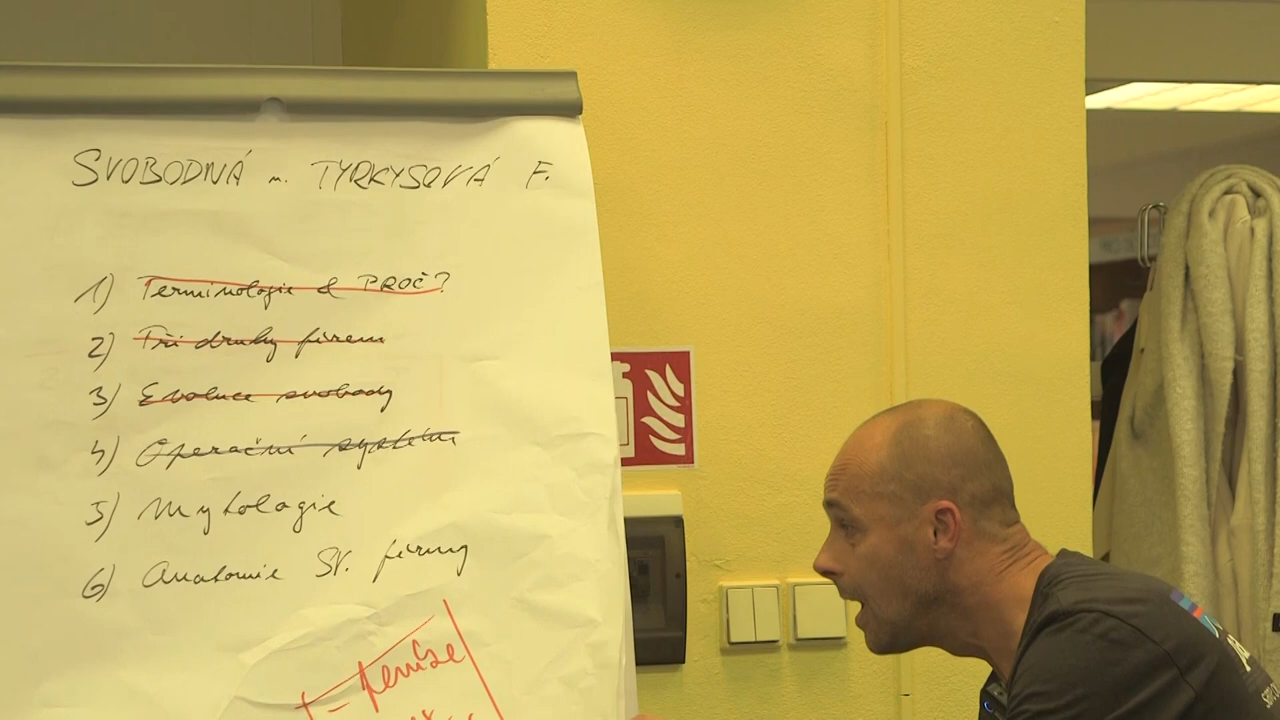 SVOBODNÁ n. TYRKYSOVÁ F.
1) Terminologie & PROČ?
2) Tři druhy firem
3) Evoluce svobody
4) Operační systém
5) Mytologie
6) Anatomie SV. firmy
peníze